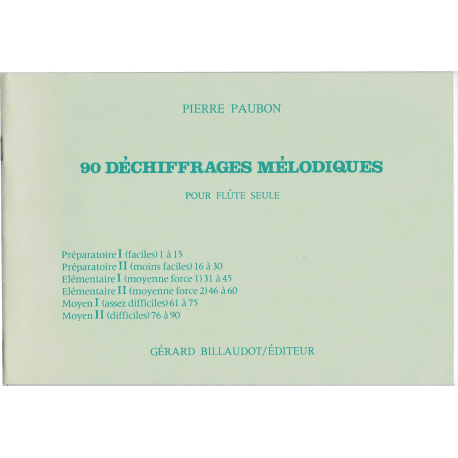 PIERRE PAUBON
90 DÉCHIFFRAGES MÉLODIQUES
POUR FLÛTE SEULE
Préparatoire I (faciles) 1 à 15
Préparatoire II (moins faciles) 16 à 30
Elémentaire I (moyenne force 1) 31 à 45
Elémentaire II (moyenne force 2) 46 à 60
Moyen I (assez difficiles) 61 à 75
Moyen II (difficiles) 76 à 90
GÉRARD BILLAUDOT/ÉDITEUR